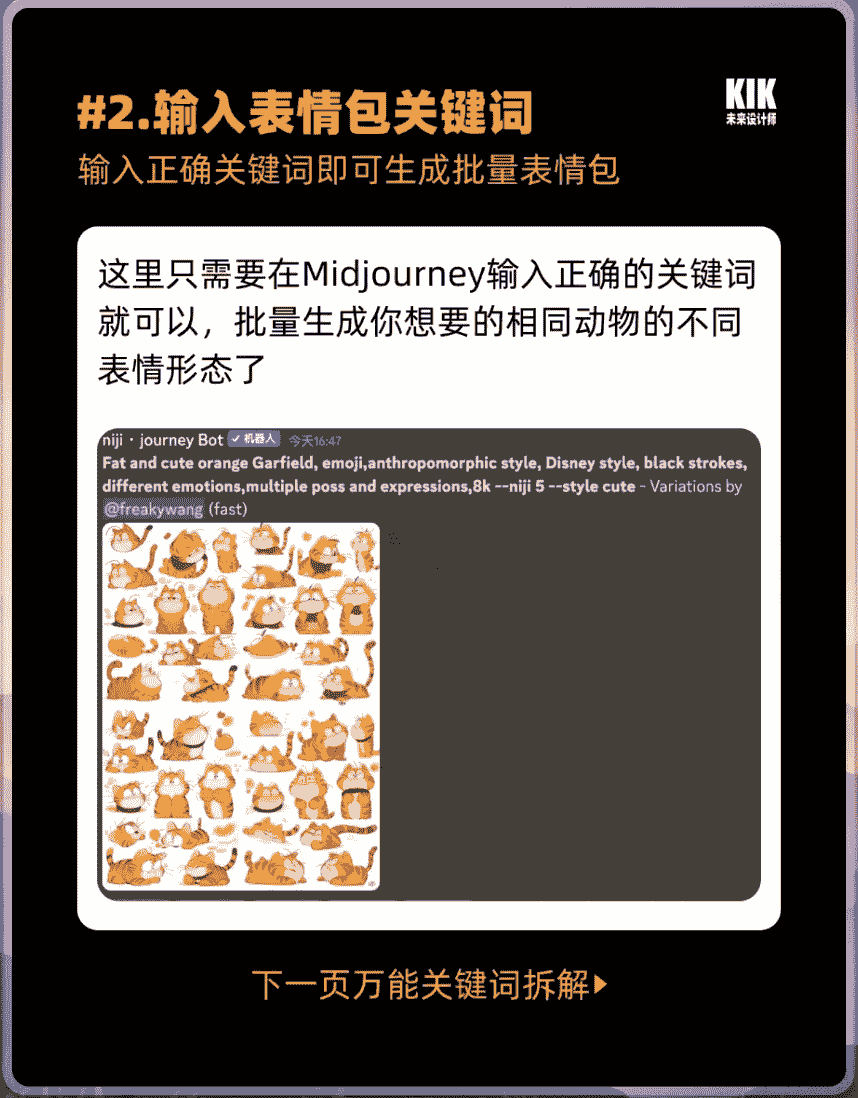 #2.输入表情包关键词
KIK
未来设计师
输入正确关键词即可生成批量表情包
这里只需要在Midjourney输入正确的关键词
就可以，批量生成你想要的相同动物的不同
表情形态了
niji · journey Bot ✓ 机器人 今天16:47
Fat and cute orange Garfield, emoji,anthropomorphic style, Disney style, black strokes,
different emotions,multiple poss and expressions,8k --niji 5 --style cute - Variations by
@freakywang (fast)
下一页万能关键词拆解▶